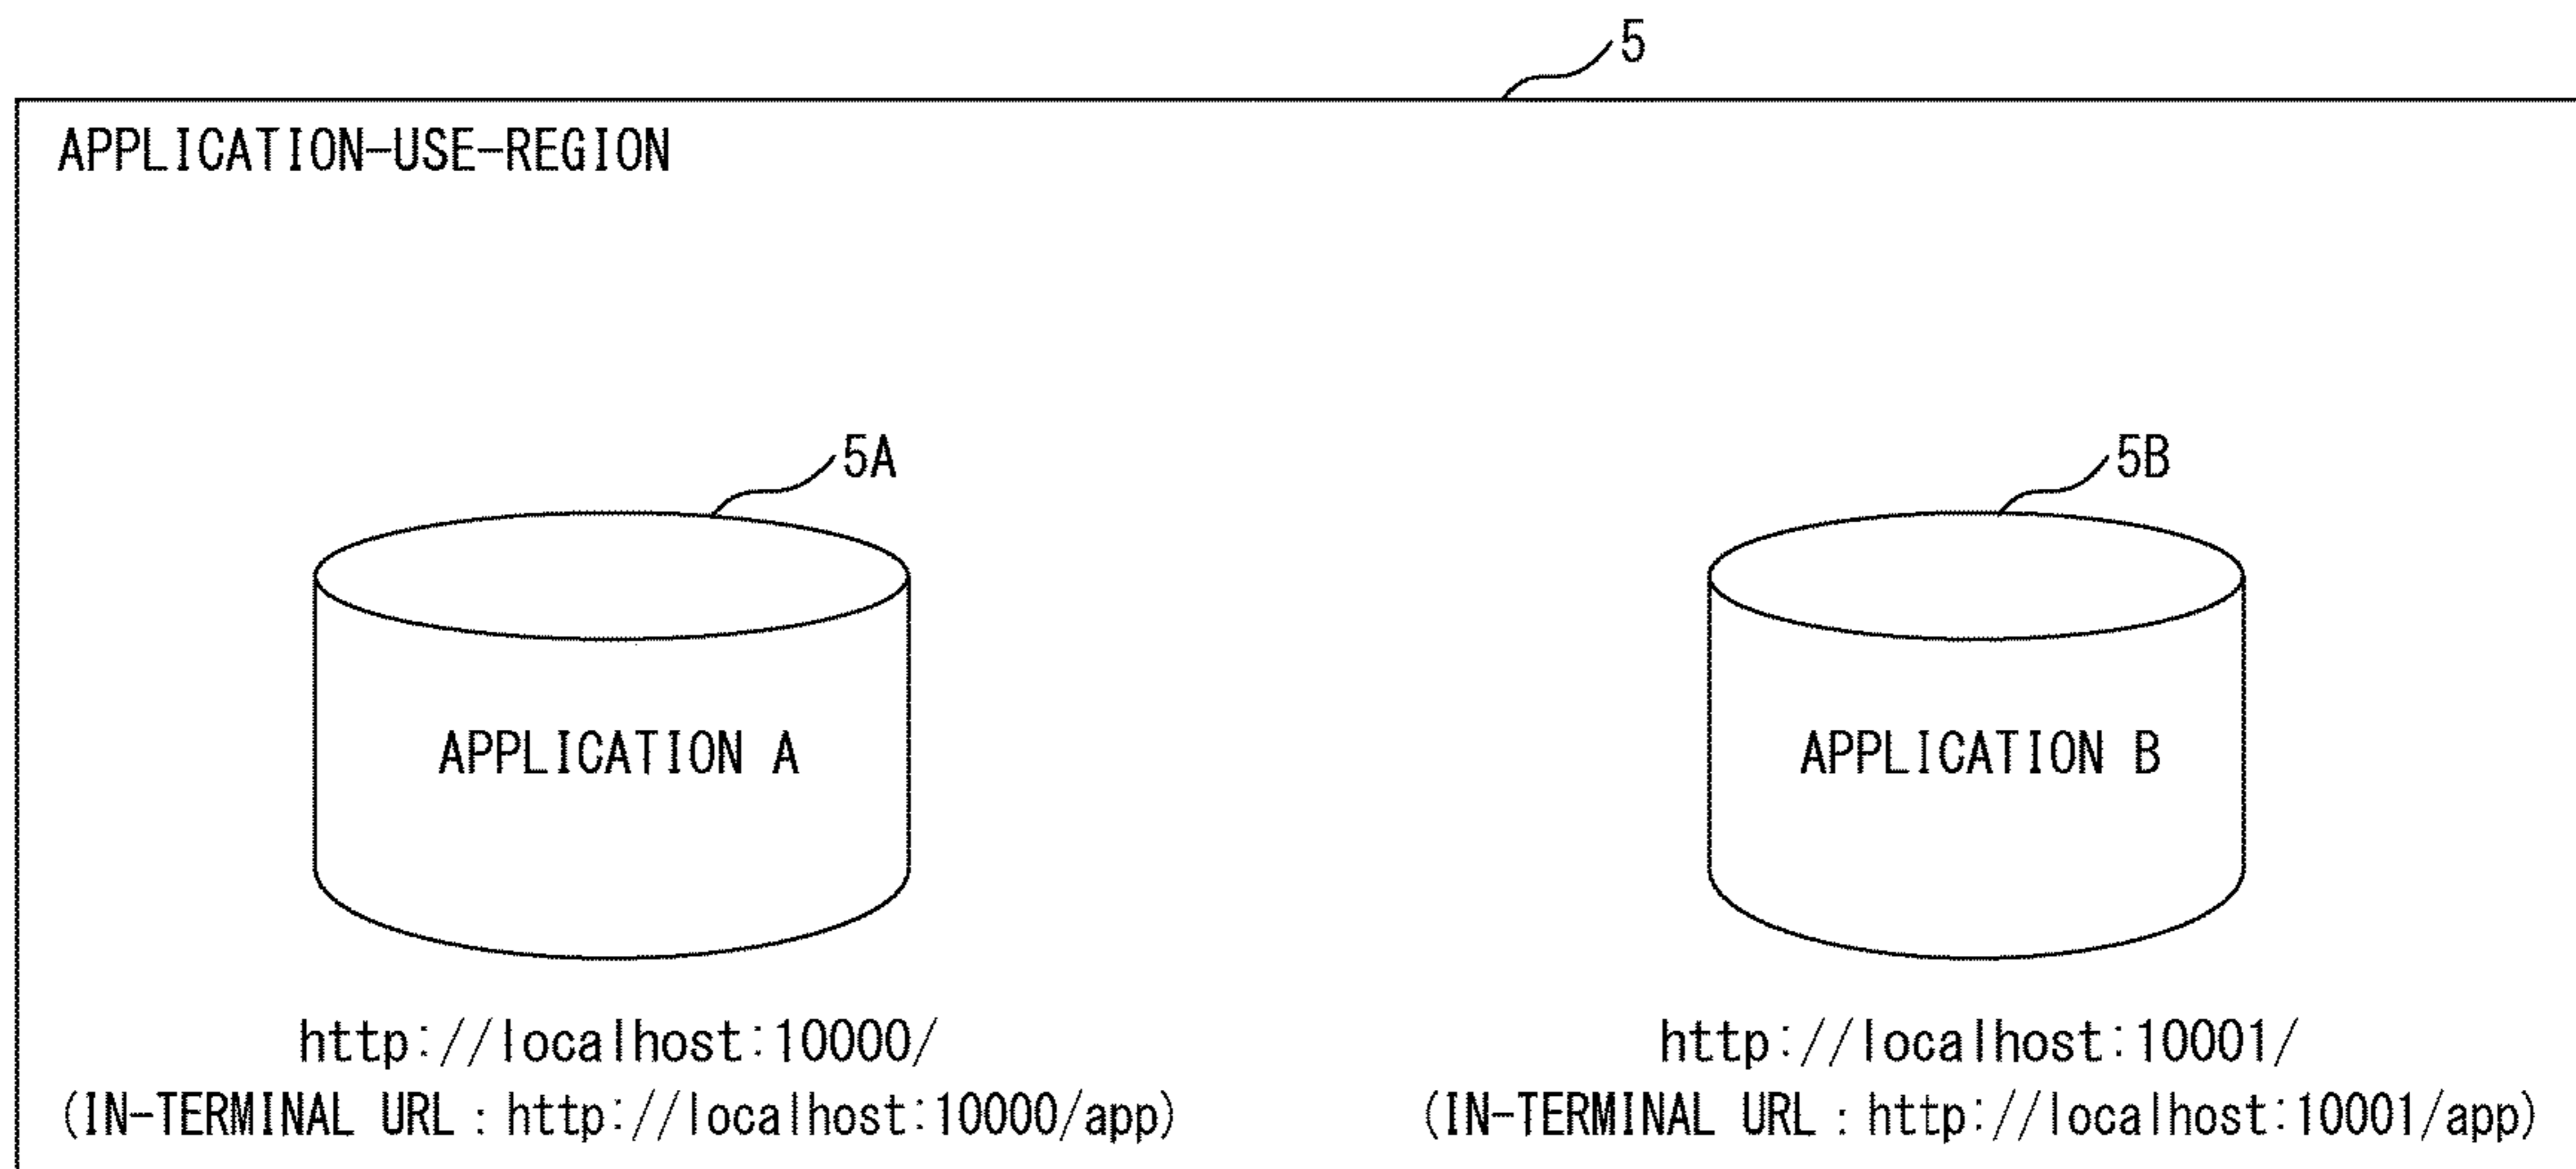 5
APPLICATION-USE-REGION
5A
5B
APPLICATION A
APPLICATION B
http://localhost:10000/
(IN-TERMINAL URL : http://localhost:10000/app)
http://localhost:10001/
(IN-TERMINAL URL : http://localhost:10001/app)